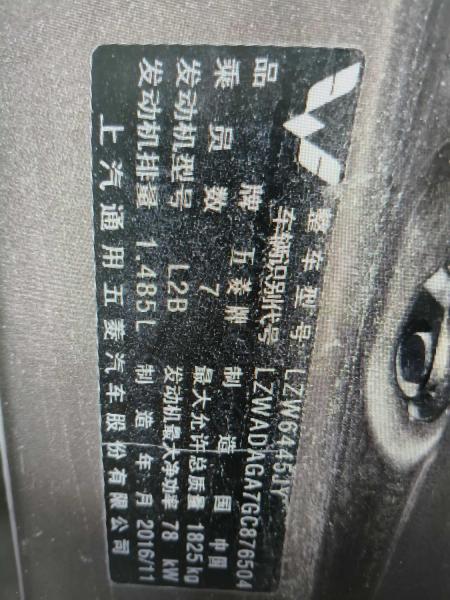 整车型号 LZW6445JY
车辆识别代号 LZWADAGA7GC876504
品牌 五菱牌 制造国 中国
乘员数 7 最大允许总质量 1825kg
发动机型号 L2B 发动机最大净功率 78 kW
发动机排量 1.485L 制造年月 2016/11
上汽通用五菱汽车股份有限公司